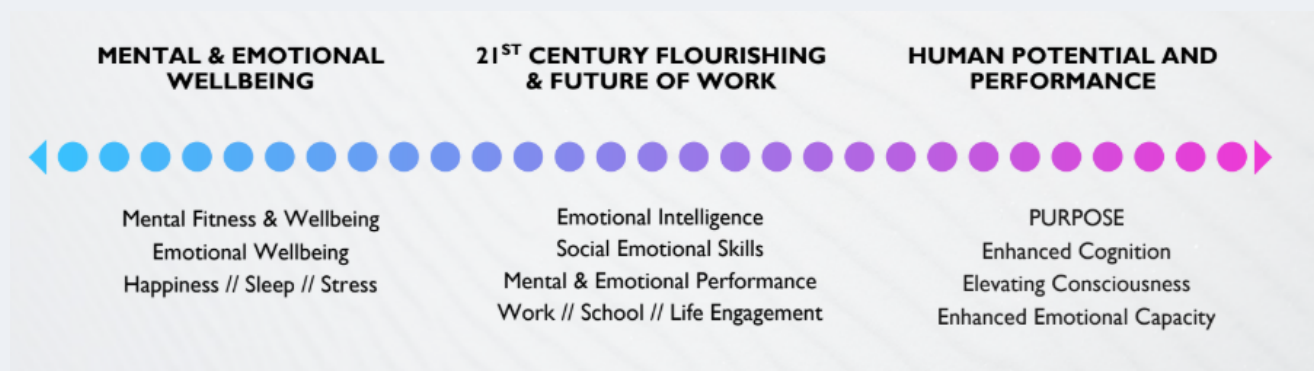 MENTAL & EMOTIONAL
WELLBEING
Mental Fitness & Wellbeing
Emotional Wellbeing
Happiness // Sleep // Stress
21ST CENTURY FLOURISHING
& FUTURE OF WORK
Emotional Intelligence
Social Emotional Skills
Mental & Emotional Performance
Work // School // Life Engagement
HUMAN POTENTIAL AND
PERFORMANCE
PURPOSE
Enhanced Cognition
Elevating Consciousness
Enhanced Emotional Capacity